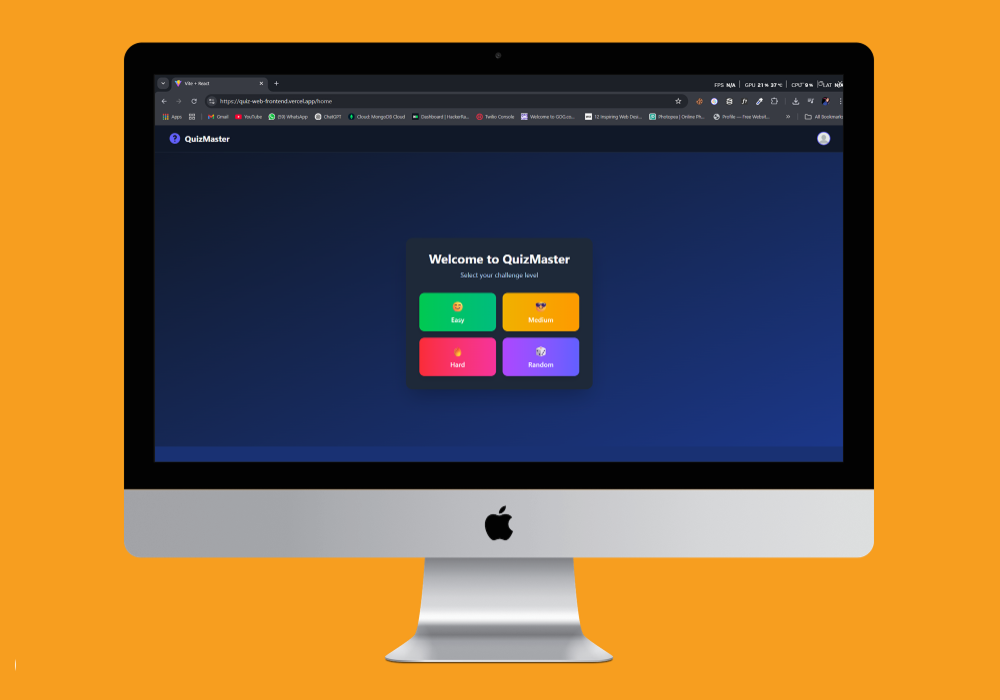 Vite + React
FPS N/A GPU 21% 37°C CPU 9% LAT
https://quiz-web-frontend.vercel.app/home
Apps Gmail YouTube WhatsApp ChatGPT Cloud: MongoDB Cloud Dashboard | HackerRa... Twilio Console Welcome to GOG.co... 12 Inspiring Web Desi... Photopea | Online Ph... Profile — Free Websit... » All Bookmarks
QuizMaster
Welcome to QuizMaster
Select your challenge level
Easy
Medium
Hard
Random